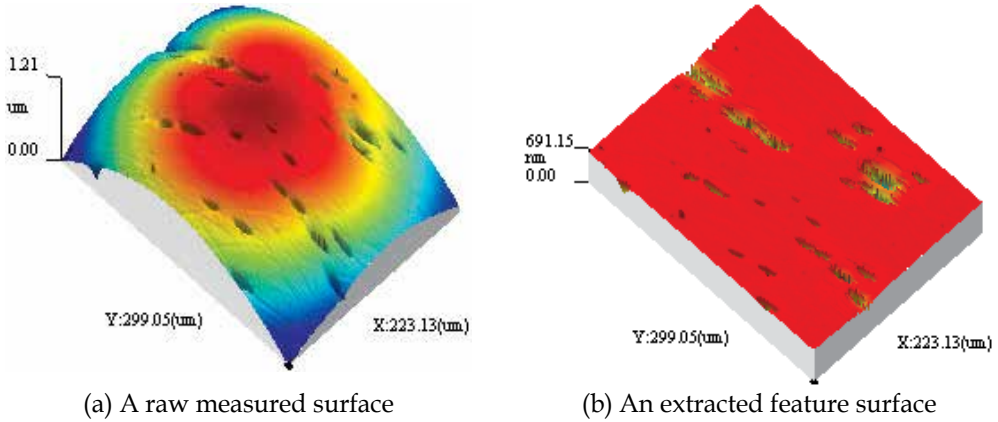 1.21
um
0.00
Y:299.05(um)
X:223.13(um)
(a) A raw measured surface
691.15
nm
0.00
Y:299.05(um)
X:223.13(um)
(b) An extracted feature surface